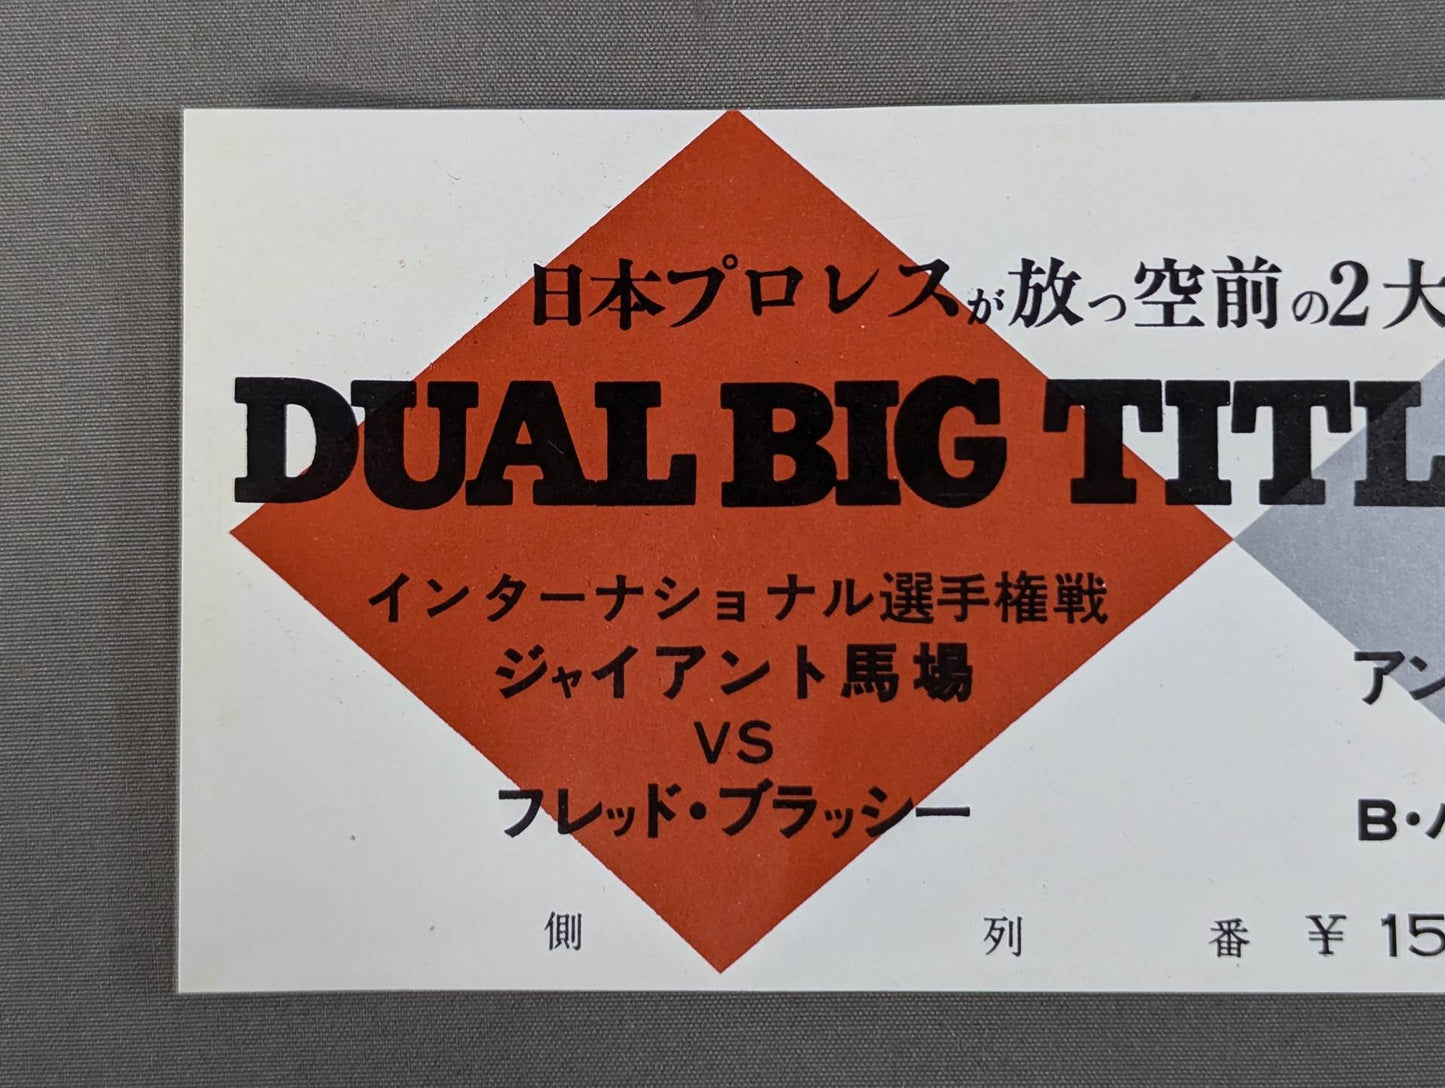 日本プロレスが放つ空前の2大
DUAL BIG TITL
インターナショナル選手権戦
ジャイアント馬場
VS
フレッド・ブラッシー
アン
B・
側 列 番 ¥ 15